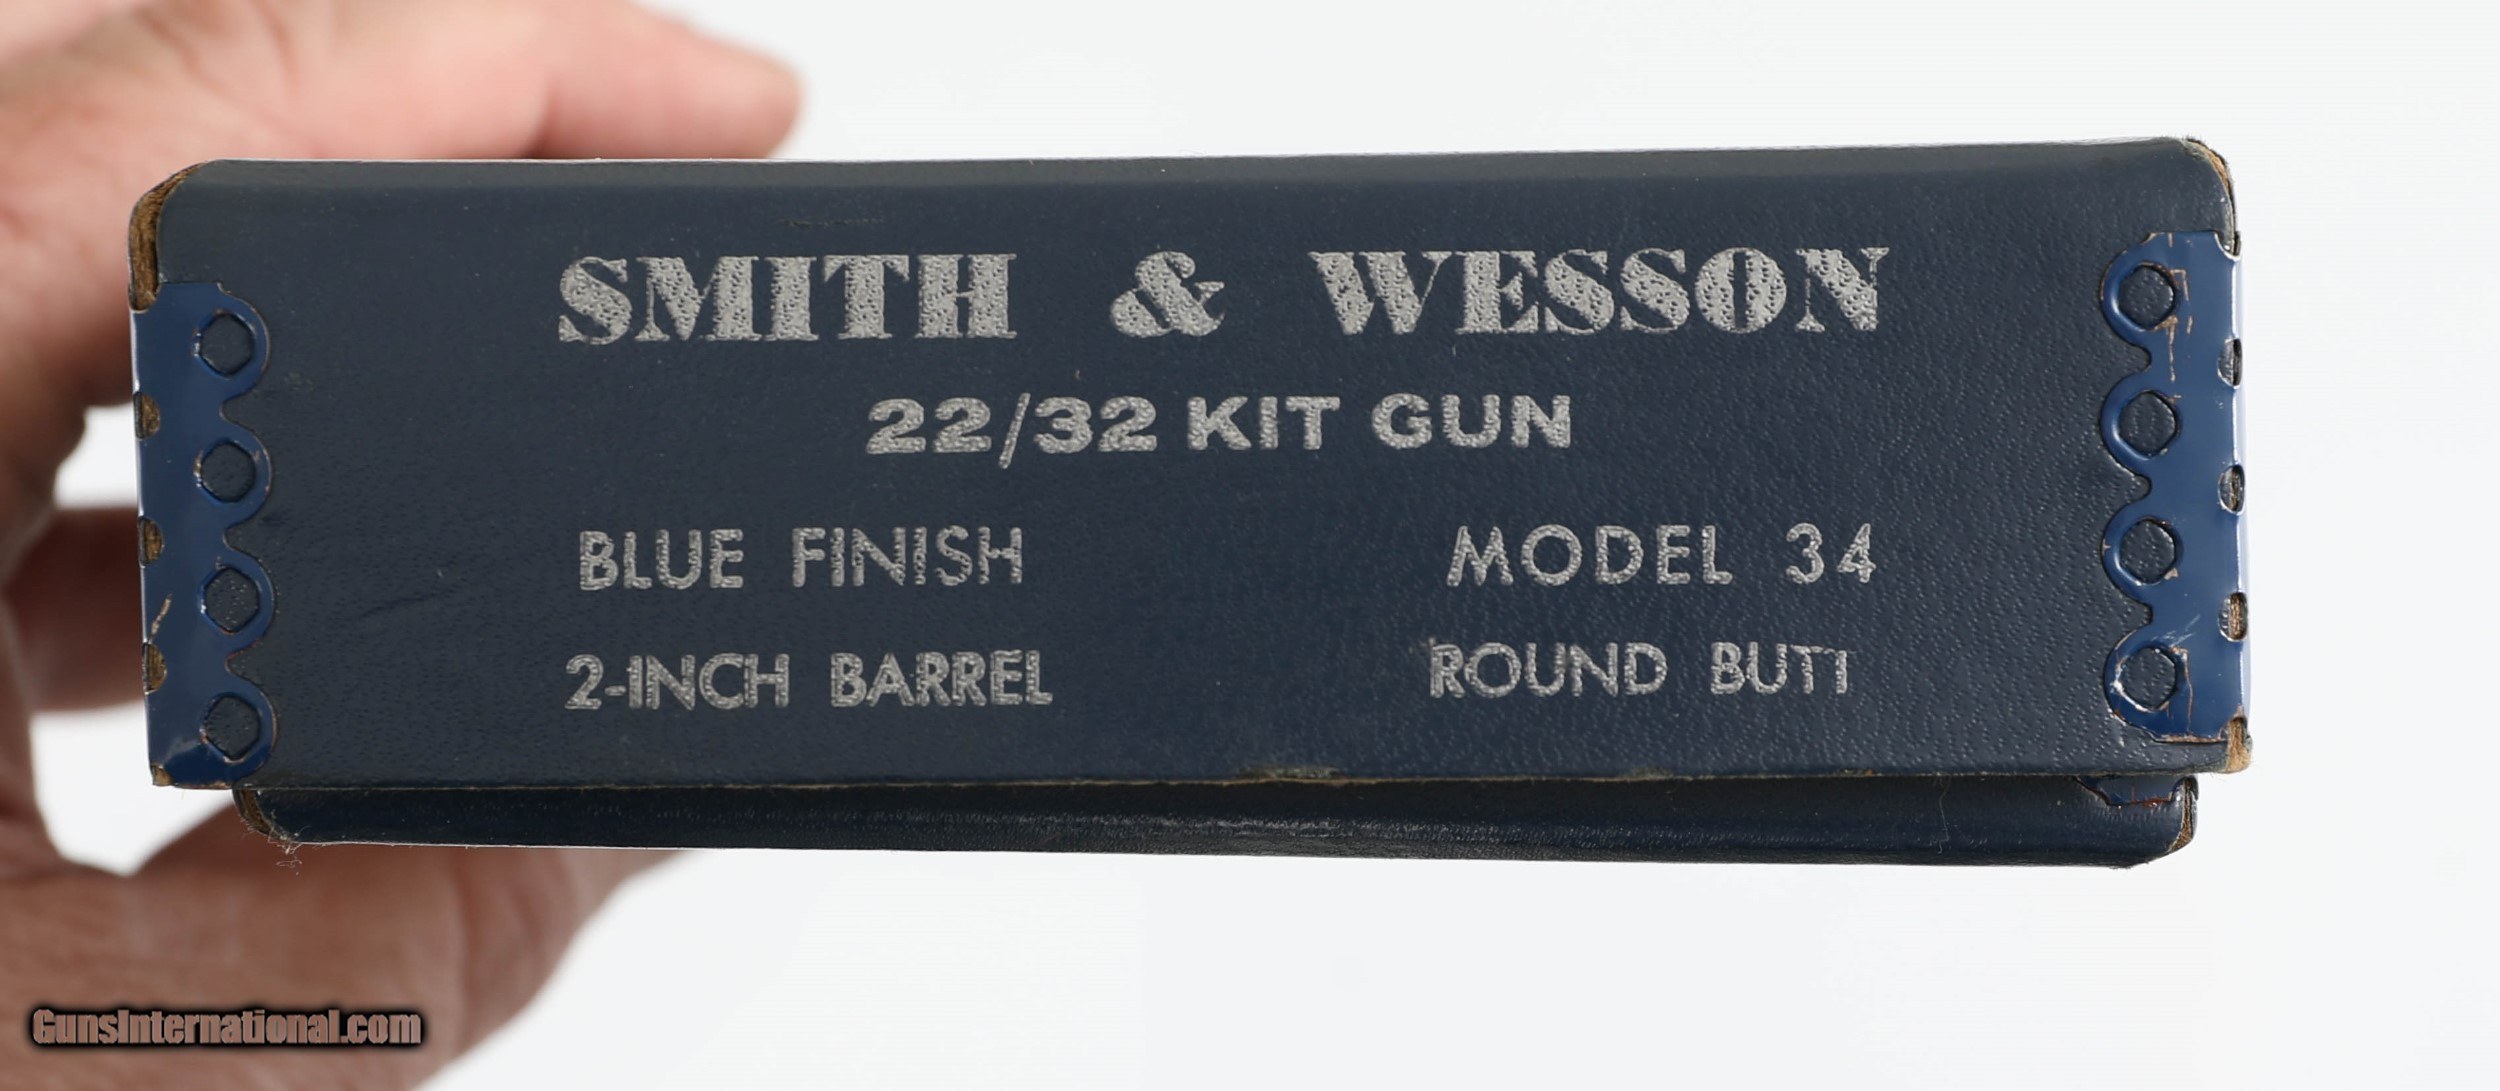 SMITH & WESSON
22/32 KIT GUN
BLUE FINISH MODEL 34
2-INCH BARREL ROUND BUTT
GunsInternational.com